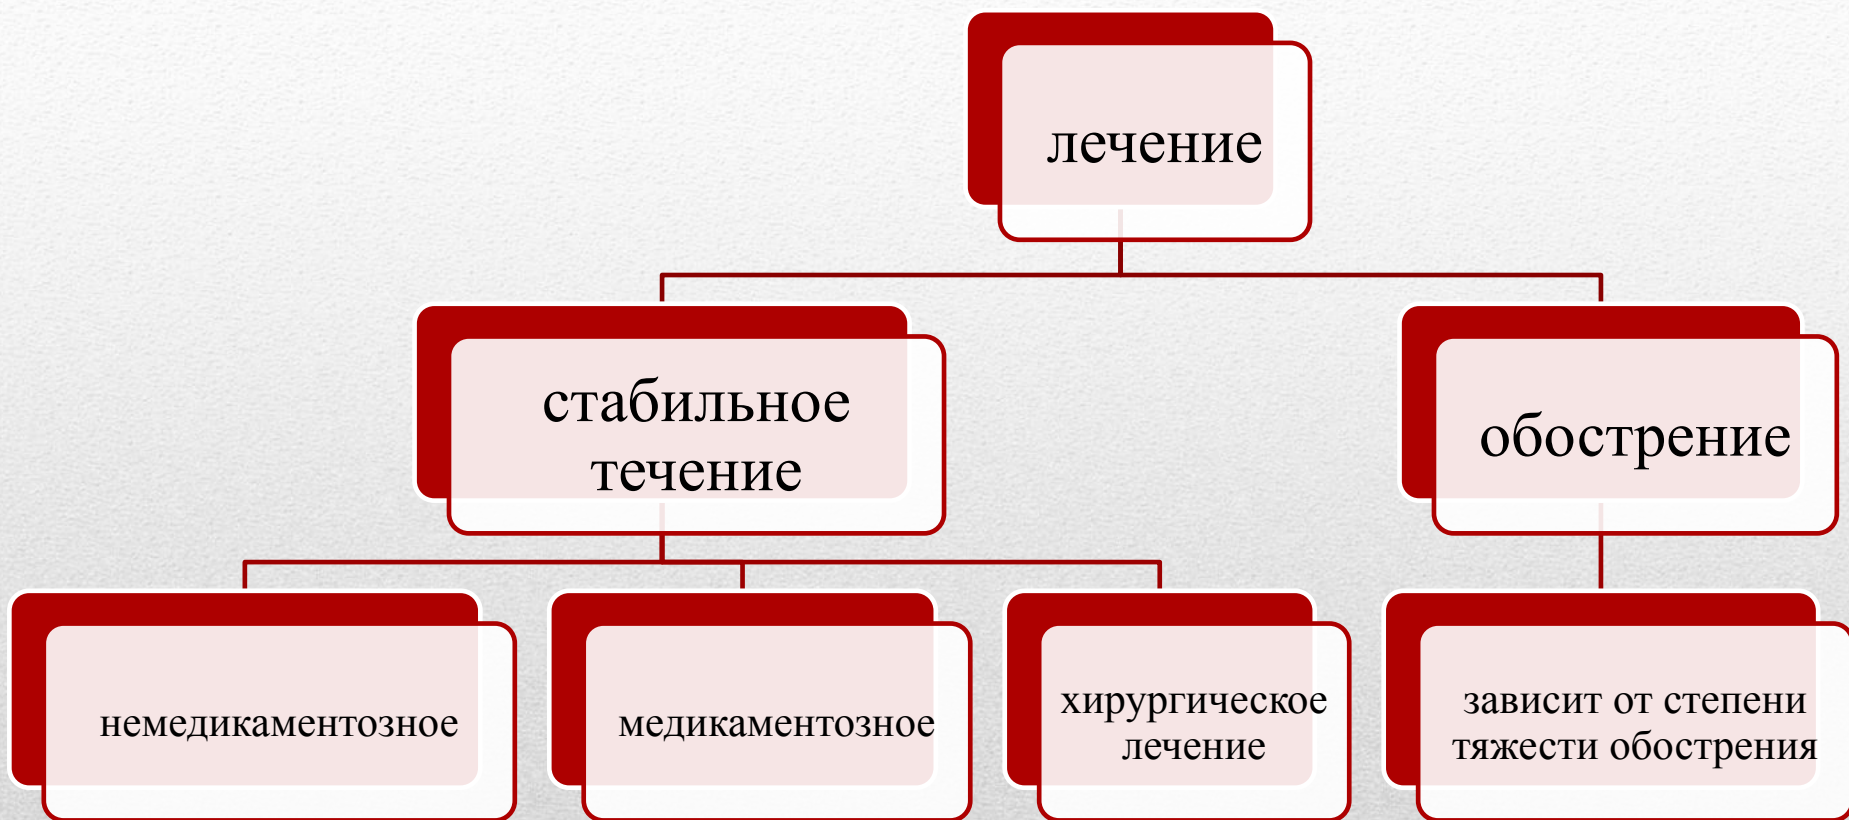 лечение
стабильное
течение
обострение
немедикаментозное
медикаментозное
хирургическое
лечение
зависит от степени
тяжести обострения